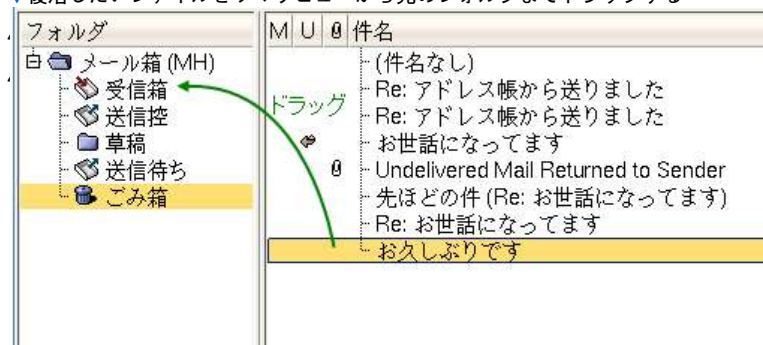 フォルダ
メール箱 (MH)
受信箱
送信控
草稿
送信待ち
ごみ箱
M U 件名
(件名なし)
Re: アドレス帳から送りました
ドラッグ
Re: アドレス帳から送りました
お世話になってます
Undelivered Mail Returned to Sender
先ほどの件 (Re: お世話になってます)
Re: お世話になってます
お久しぶりです